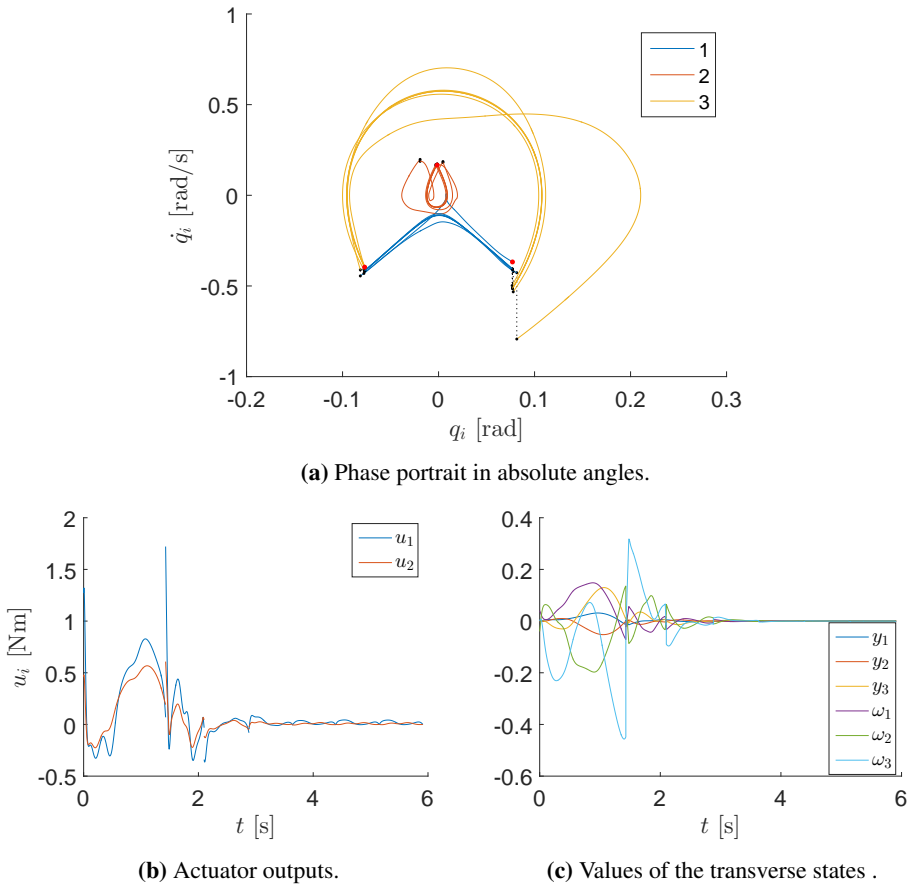 1
0.5
0
-0.5
-1
-0.2 -0.1 0 0.1 0.2 0.3
q̇ᵢ [rad/s]
qᵢ [rad]
1
2
3
(a) Phase portrait in absolute angles.
2
1.5
1
0.5
0
-0.5
0 2 4 6
uᵢ [Nm]
t [s]
u₁
u₂
(b) Actuator outputs.
0.4
0.2
0
-0.2
-0.4
-0.6
0 2 4 6
t [s]
y₁
y₂
y₃
ω₁
ω₂
ω₃
(c) Values of the transverse states .